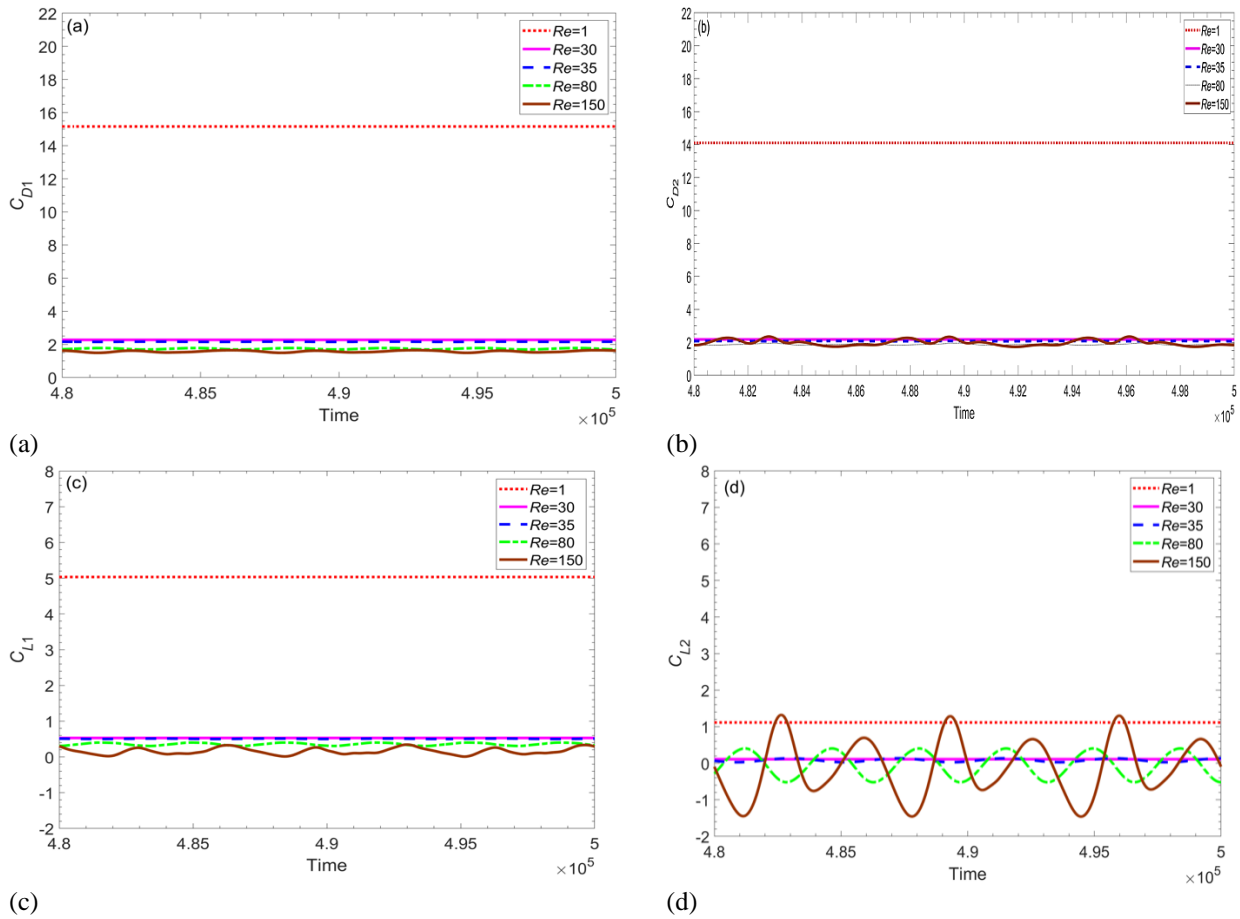 (a)
Re=1
Re=30
Re=35
Re=80
Re=150
22
20
18
16
14
12
10
8
6
4
2
0
C_D1
4.8 4.85 4.9 4.95 5
Time
×10^5
(a)
(b)
Re=1
Re=30
Re=35
Re=80
Re=150
22
20
18
16
14
12
10
8
6
4
2
0
C_D2
4.8 4.82 4.84 4.86 4.88 4.9 4.92 4.94 4.96 4.98 5
Time
×10^5
(b)
(c)
Re=1
Re=30
Re=35
Re=80
Re=150
8
7
6
5
4
3
2
1
0
-1
-2
C_L1
4.8 4.85 4.9 4.95 5
Time
×10^5
(c)
(d)
Re=1
Re=30
Re=35
Re=80
Re=150
8
7
6
5
4
3
2
1
0
-1
-2
C_L2
4.8 4.85 4.9 4.95 5
Time
×10^5
(d)